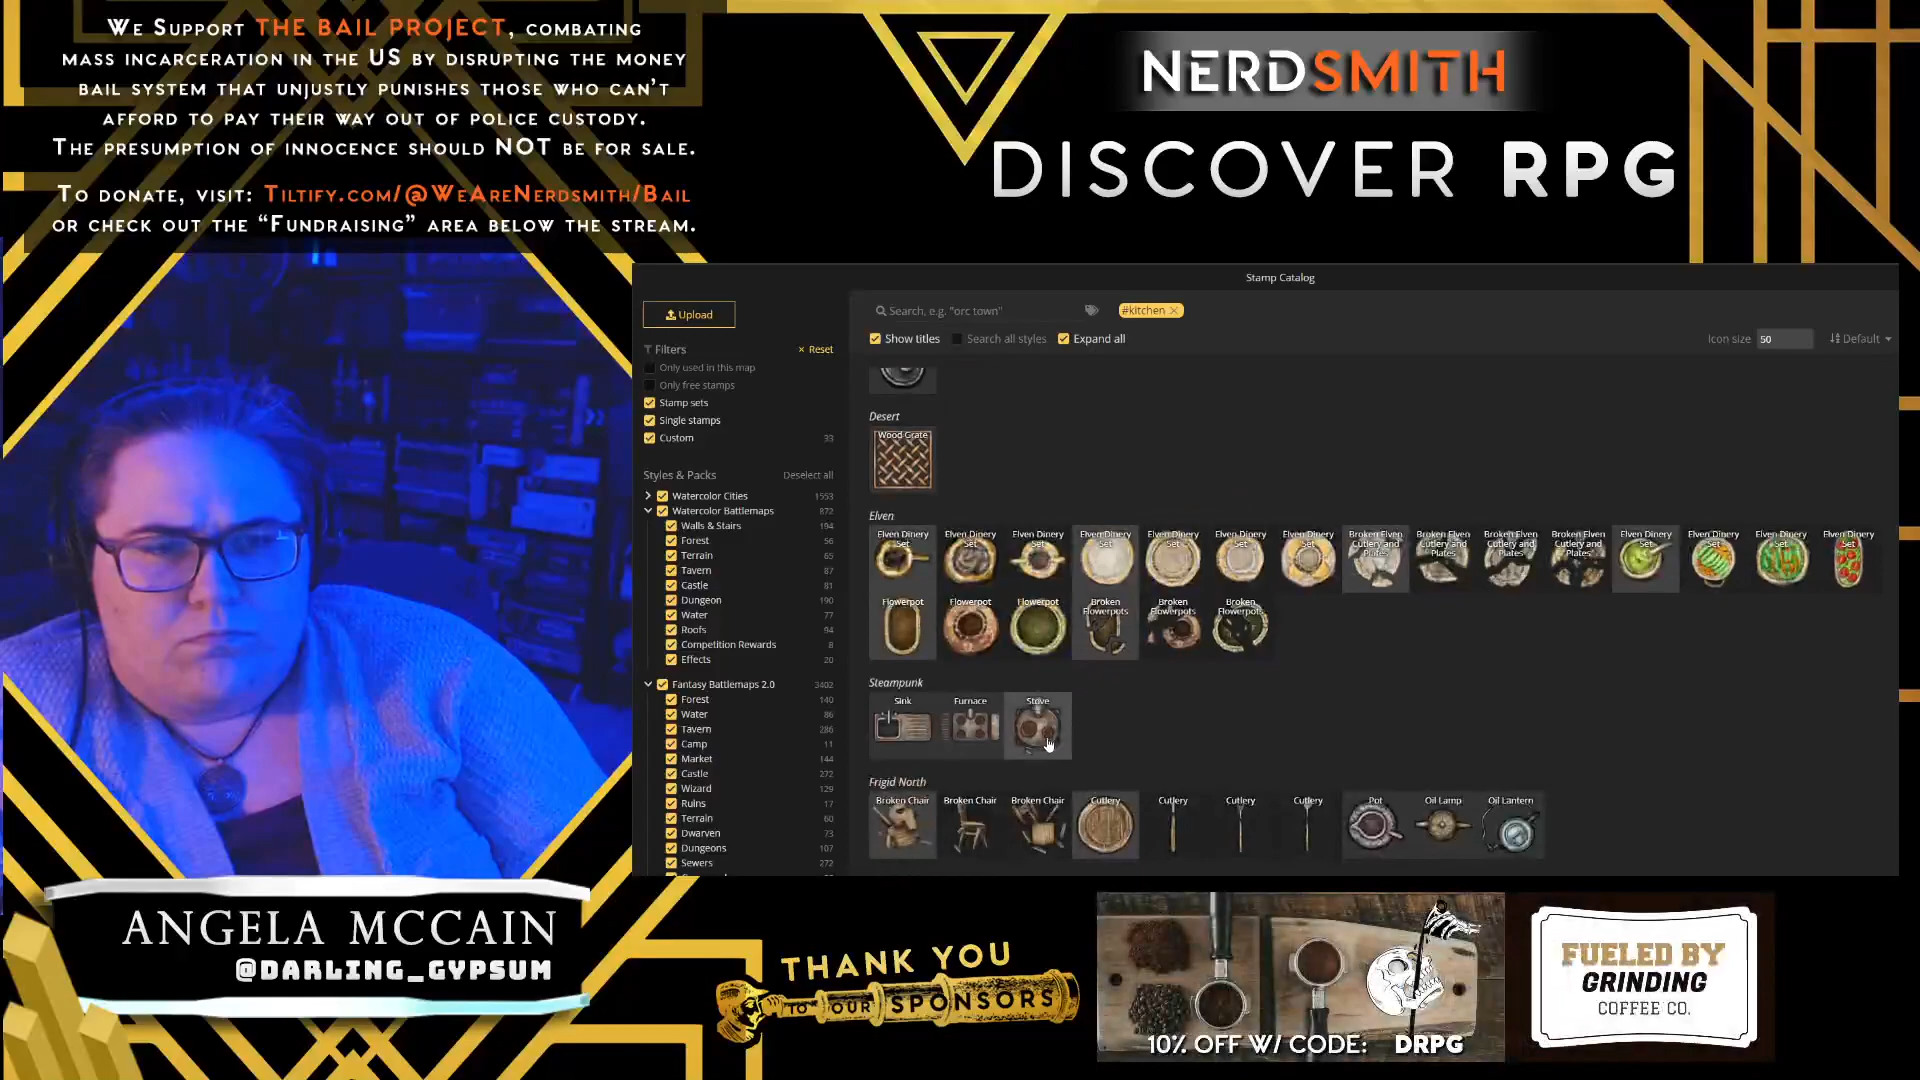 WE SUPPORT THE BAIL PROJECT, COMBATING
MASS INCARCERATION IN THE US BY DISRUPTING THE MONEY
BAIL SYSTEM THAT UNJUSTLY PUNISHES THOSE WHO CAN'T
AFFORD TO PAY THEIR WAY OUT OF POLICE CUSTODY.
THE PRESUMPTION OF INNOCENCE SHOULD NOT BE FOR SALE.
TO DONATE, VISIT: TILTIFY.COM/@WEARENERDSMITH/BAIL
OR CHECK OUT THE "FUNDRAISING" AREA BELOW THE STREAM.
NERDSMITH
DISCOVER RPG
Stamp Catalog
Upload
Filters
× Reset
Only used in this map
Only free stamps
Stamp sets
Single stamps
Custom 33
Styles & Packs Deselect all
Watercolor Cities 1553
Watercolor Battlemaps 872
Walls & Stairs 194
Forest 56
Terrain 65
Tavern 87
Castle 81
Dungeon 190
Water 77
Roofs 94
Competition Rewards 8
Effects 20
Fantasy Battlemaps 2.0 3402
Forest 140
Water 86
Tavern 286
Camp 11
Market 144
Castle 272
Wizard 129
Ruins 17
Terrain 60
Dwarven 73
Dungeons 107
Sewers 272
Search, e.g. "orc town"
#kitchen ×
Show titles Search all styles Expand all
Icon size 50 Default
Desert
Wood Grate
Elven
Elven Dinery Set Elven Dinery Set Elven Dinery Set Elven Dinery Set Elven Dinery Set Elven Dinery Set Elven Dinery Set Broken Elven Cutlery and Plates Broken Elven Cutlery and Plates Broken Elven Cutlery and Plates Broken Elven Cutlery and Plates Elven Dinery Set Elven Dinery Set Elven Dinery Set Elven Dinery Set
Flowerpot Flowerpot Flowerpot Broken Flowerpots Broken Flowerpots Broken Flowerpots
Steampunk
Sink Furnace Stove
Frigid North
Broken Chair Broken Chair Broken Chair Cutlery Cutlery Cutlery Cutlery Pot Oil Lamp Oil Lantern
ANGELA MCCAIN
@DARLING_GYPSUM
THANK YOU
TO OUR SPONSORS
10% OFF W/ CODE: DRPG
FUELED BY
GRINDING
COFFEE CO.